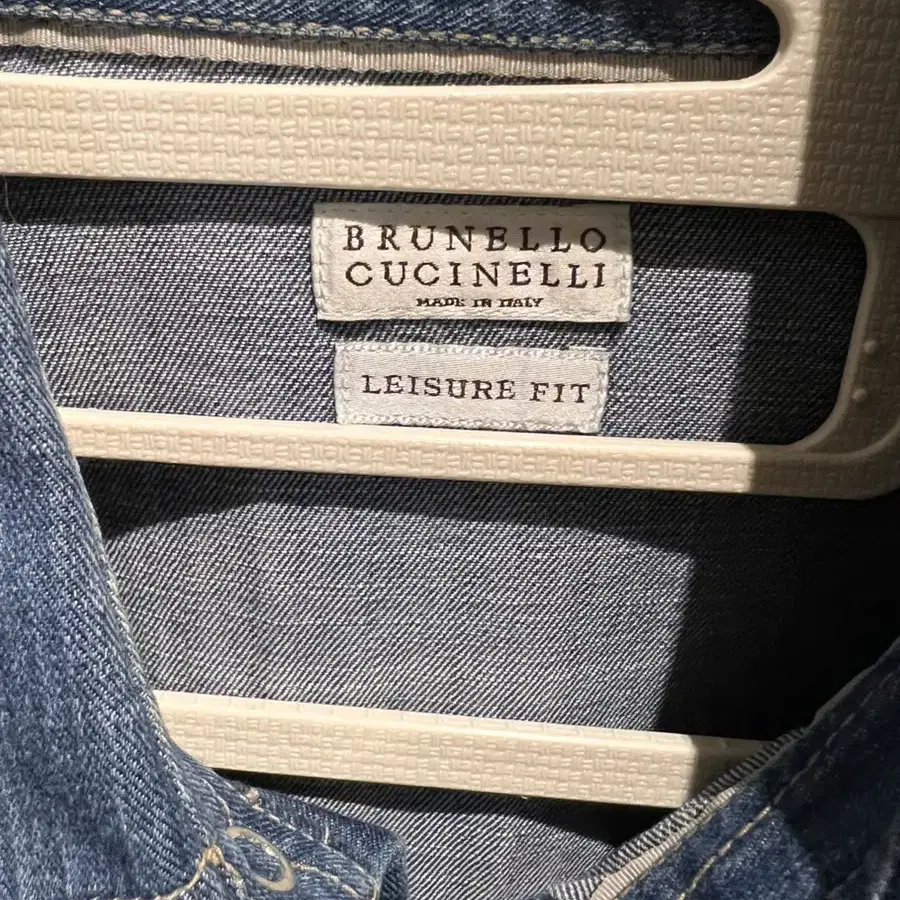 BRUNELLO
CUCINELLI
MADE IN ITALY
LEISURE FIT